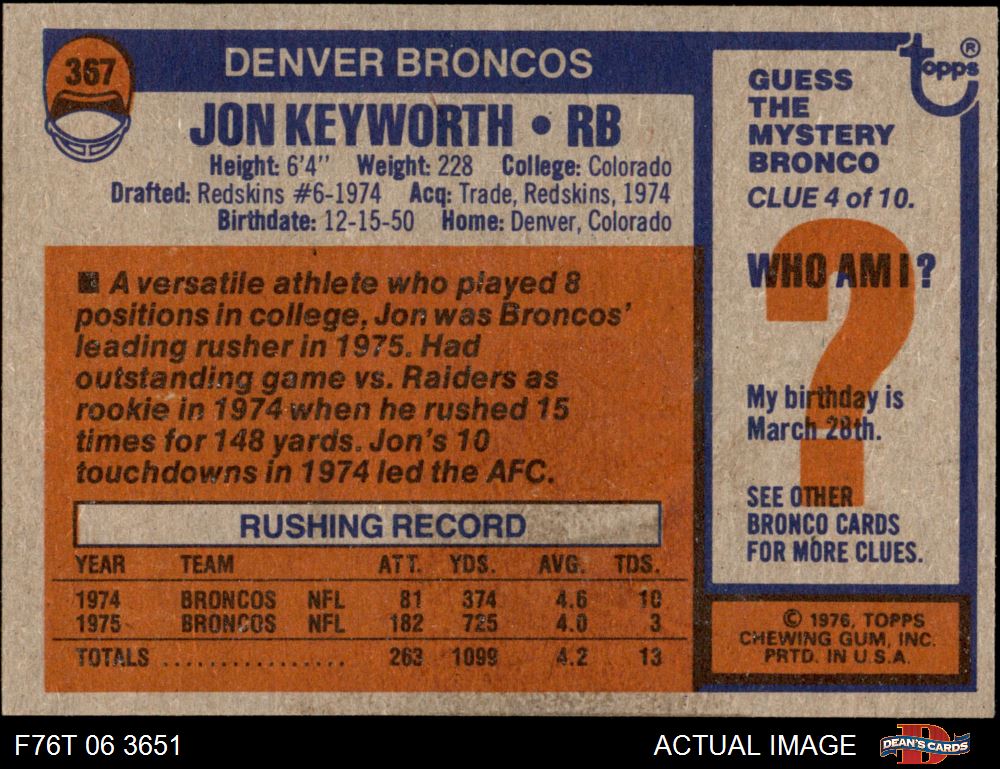 367
DENVER BRONCOS
JON KEYWORTH • RB
Height: 6'4" Weight: 228 College: Colorado
Drafted: Redskins #6-1974 Acq: Trade, Redskins, 1974
Birthdate: 12-15-50 Home: Denver, Colorado
■ A versatile athlete who played 8
positions in college, Jon was Broncos'
leading rusher in 1975. Had
outstanding game vs. Raiders as
rookie in 1974 when he rushed 15
times for 148 yards. Jon's 10
touchdowns in 1974 led the AFC.
RUSHING RECORD
YEAR TEAM ATT. YDS. AVG. TDS.
1974 BRONCOS NFL 81 374 4.6 10
1975 BRONCOS NFL 182 725 4.0 3
TOTALS ................ 263 1099 4.2 13
topps®
GUESS
THE
MYSTERY
BRONCO
CLUE 4 of 10.
WHO AM I?
?
My birthday is
March 28th.
SEE OTHER
BRONCO CARDS
FOR MORE CLUES.
© 1976, TOPPS
CHEWING GUM, INC.
PRTD. IN U.S.A.
F76T 06 3651
ACTUAL IMAGE
D
DEAN'S CARDS